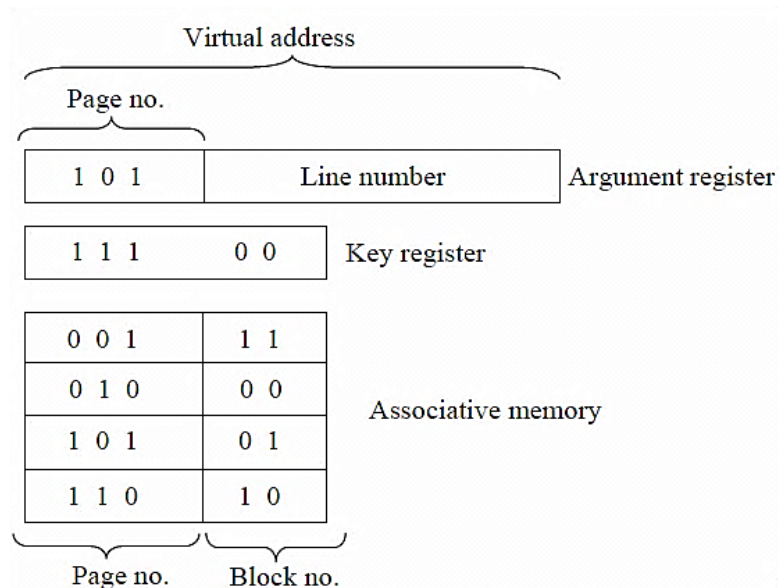 Virtual address
Page no.
1 0 1 Line number Argument register
1 1 1 0 0 Key register
0 0 1 1 1
0 1 0 0 0
Associative memory
1 0 1 0 1
1 1 0 1 0
Page no. Block no.